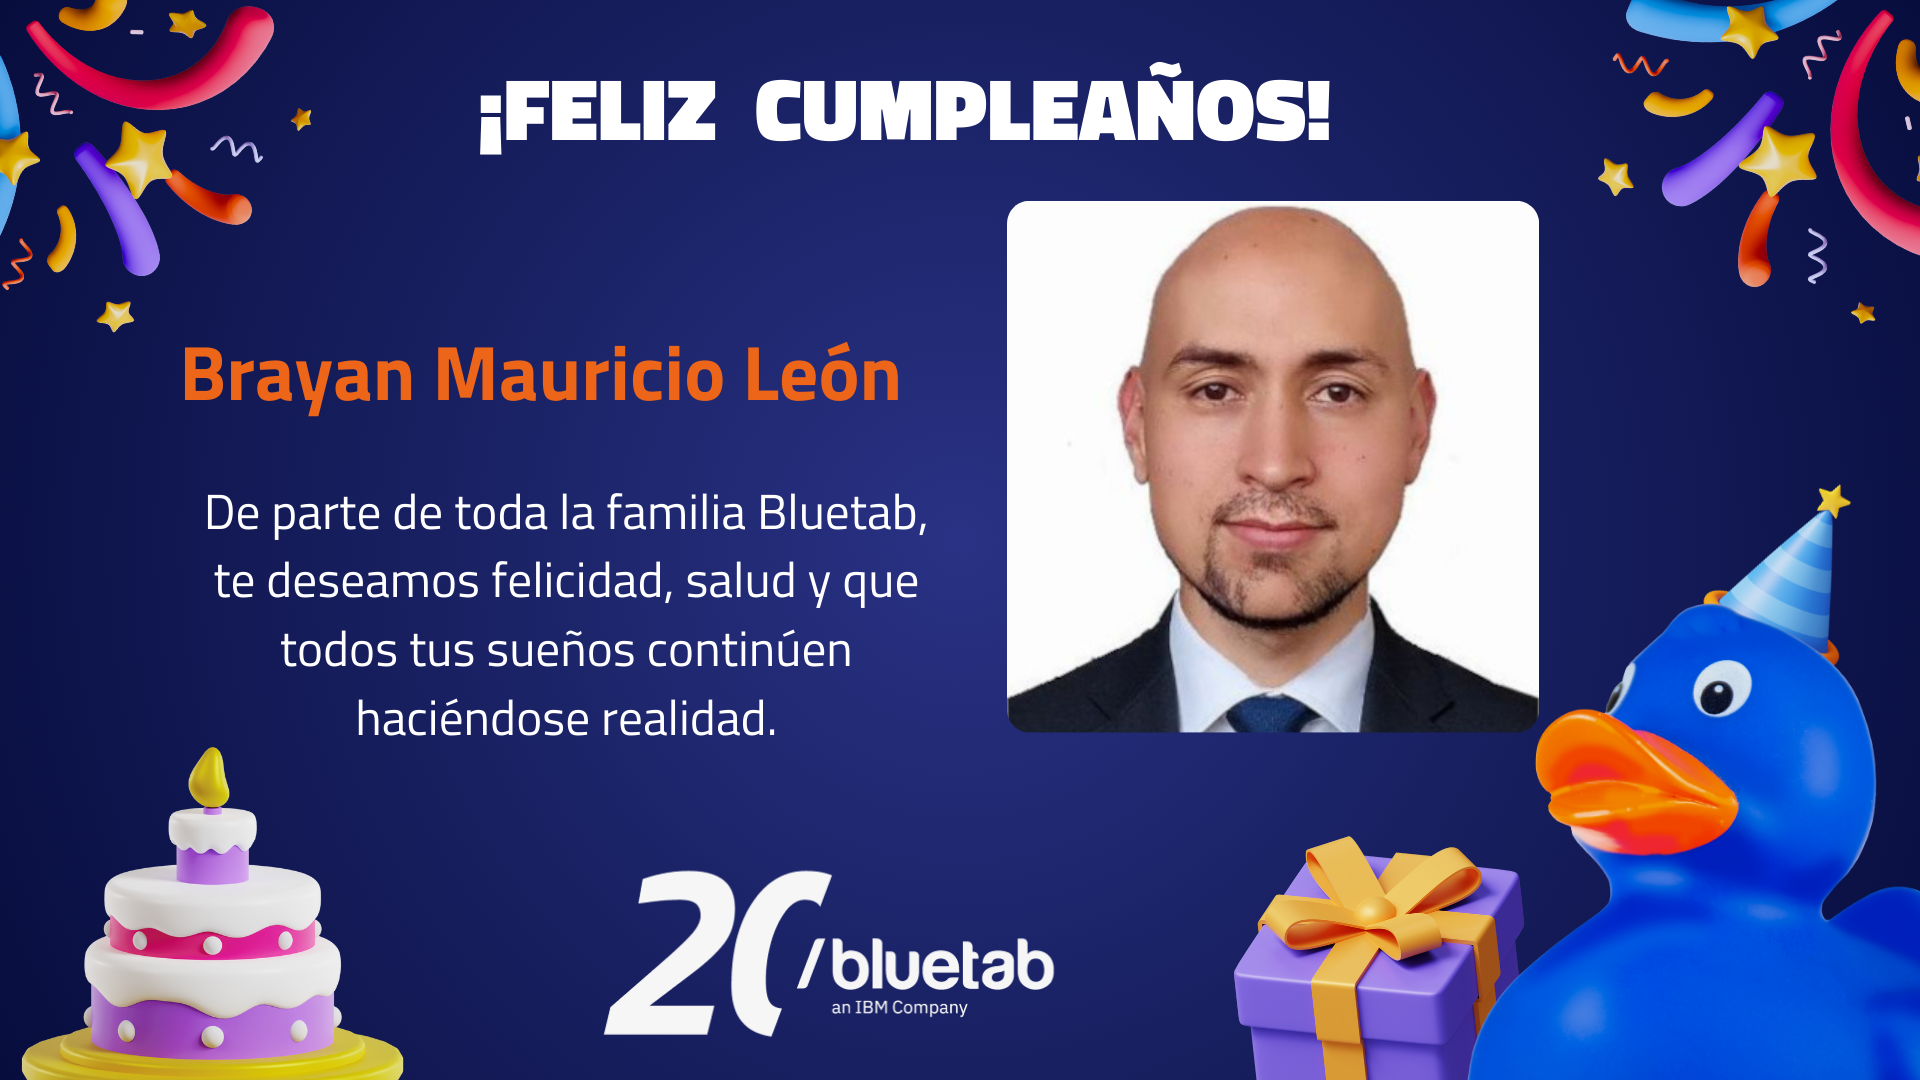 ¡FELIZ CUMPLEAÑOS!
Brayan Mauricio León
De parte de toda la familia Bluetab,
te deseamos felicidad, salud y que
todos tus sueños continúen
haciéndose realidad.
20/bluetab
an IBM Company